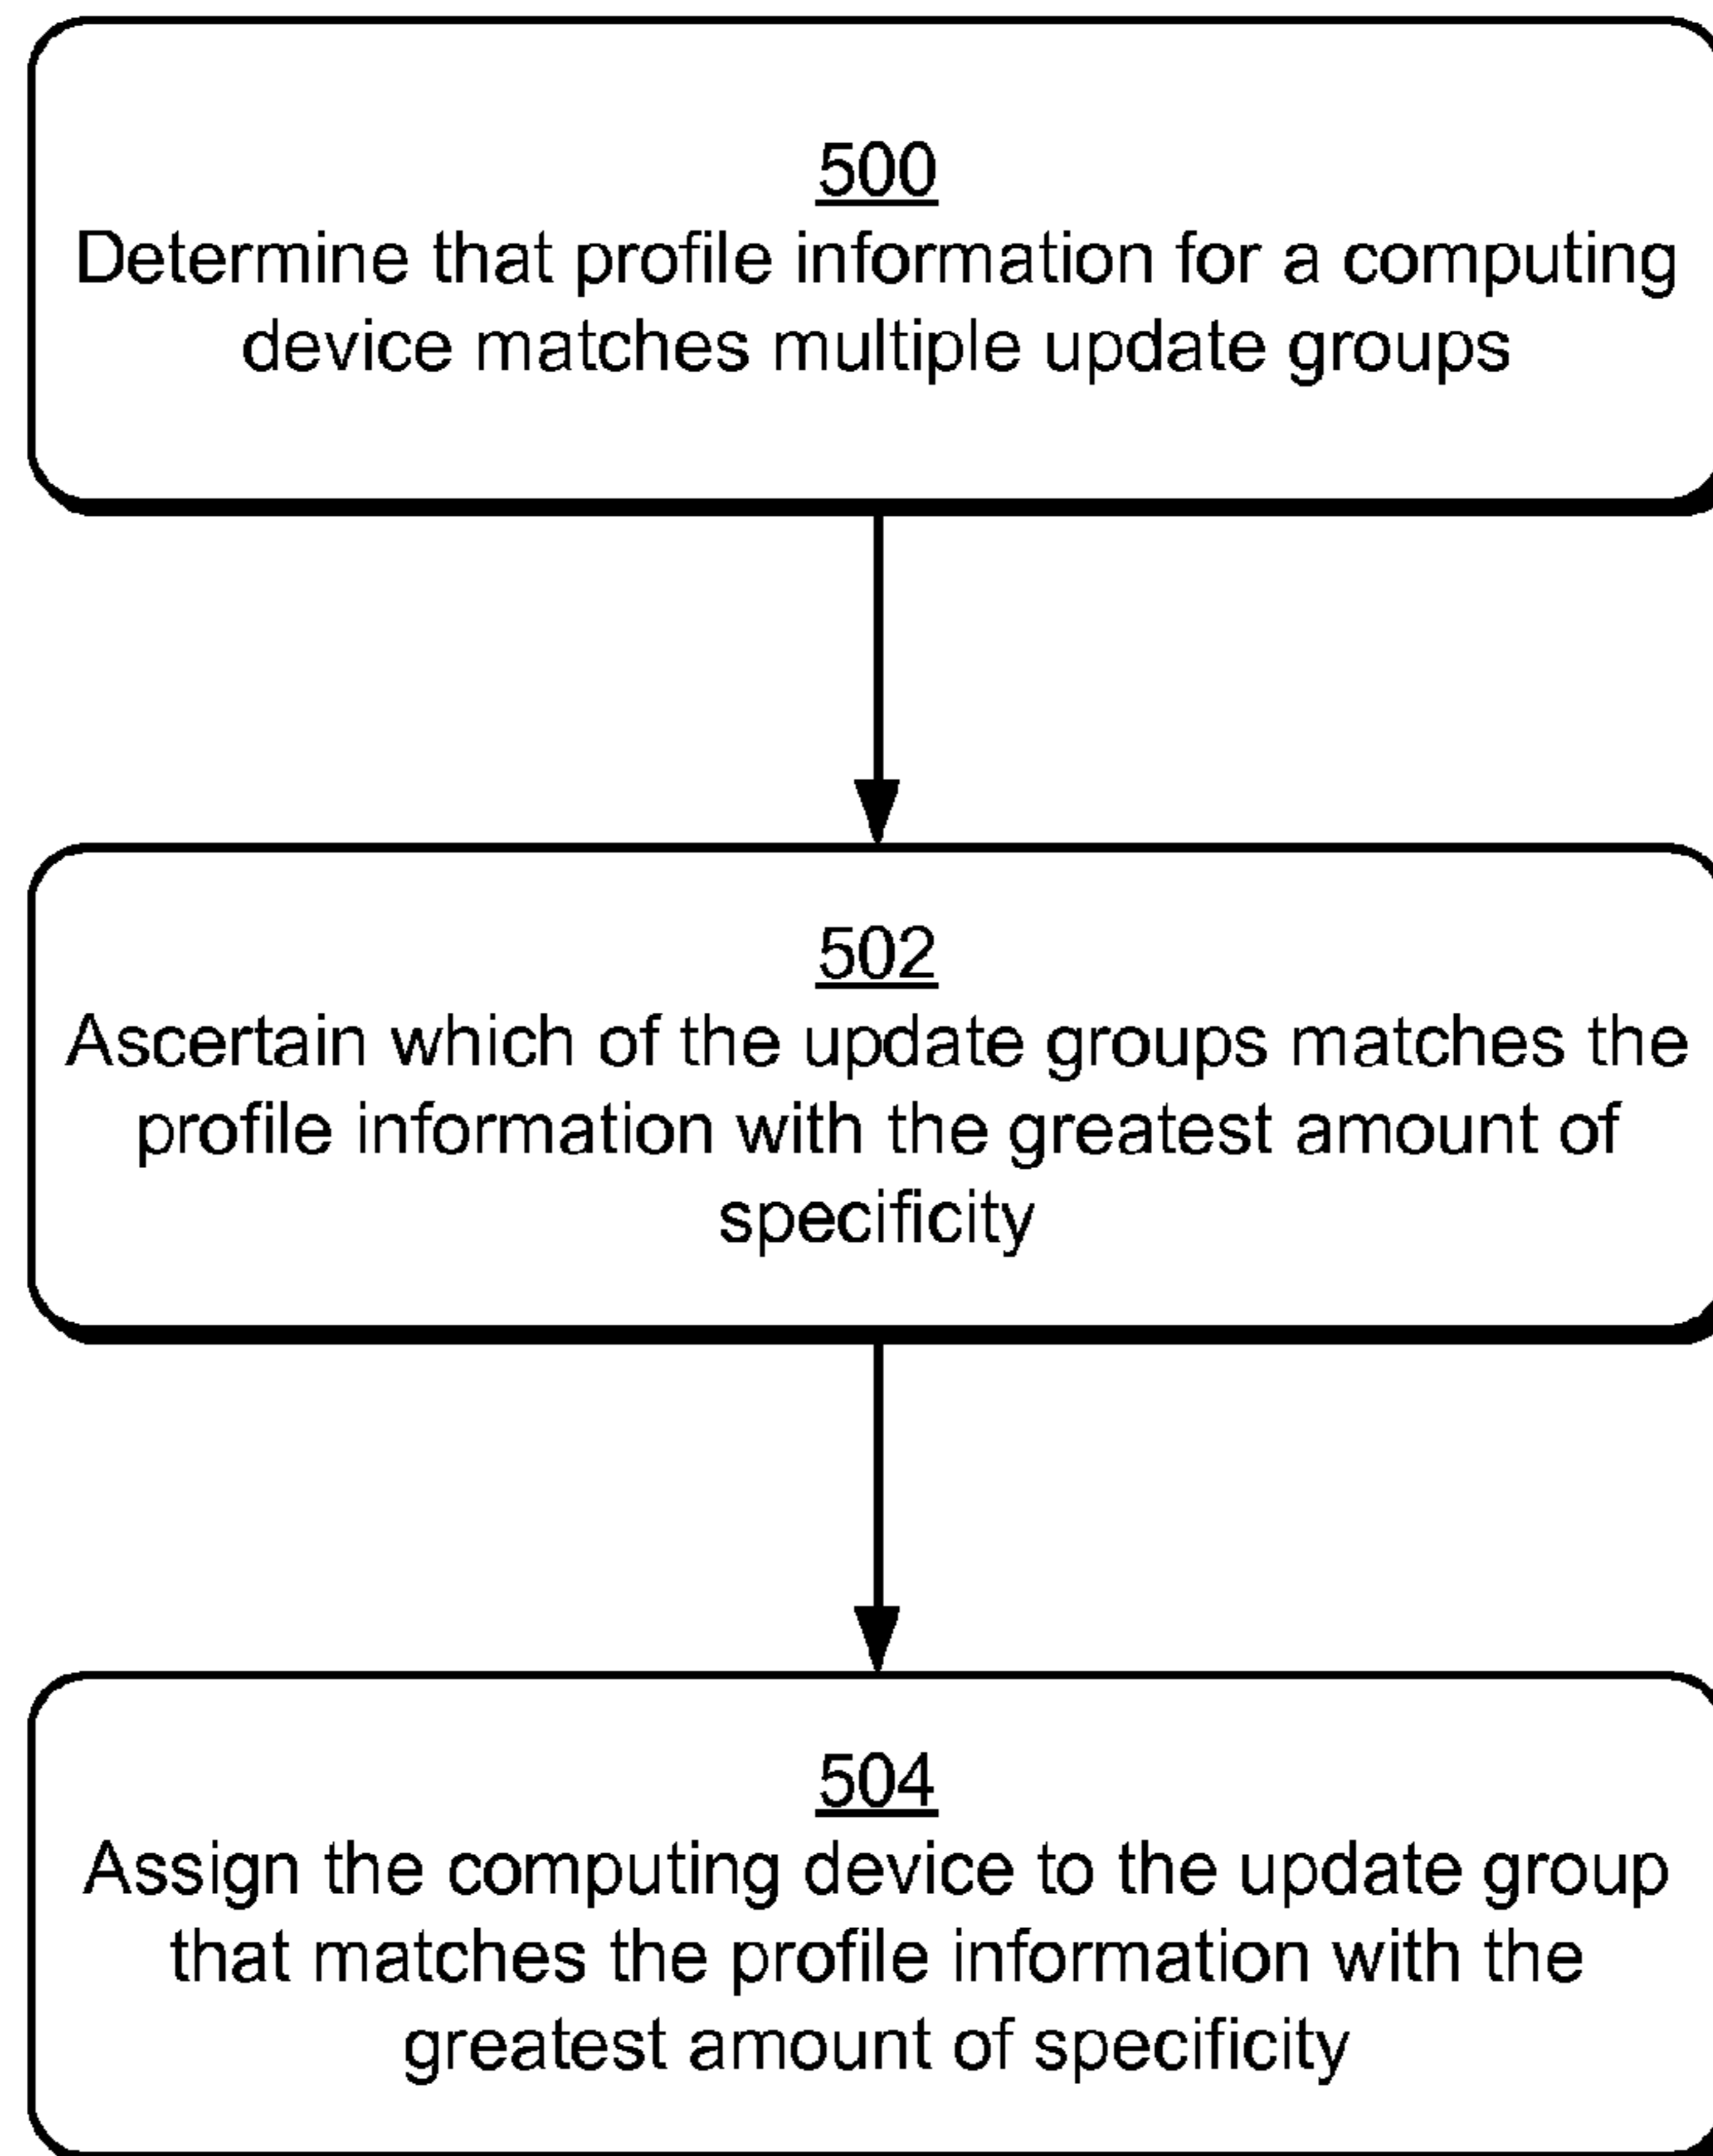 500
Determine that profile information for a computing
device matches multiple update groups
502
Ascertain which of the update groups matches the
profile information with the greatest amount of
specificity
504
Assign the computing device to the update group
that matches the profile information with the
greatest amount of specificity